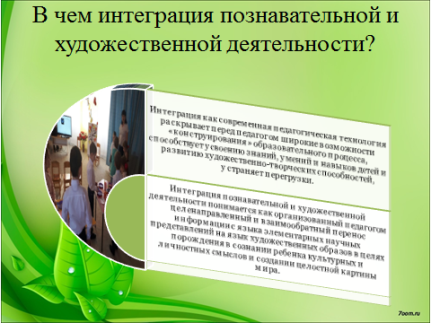 В чем интеграция познавательной и
художественной деятельности?
Интеграция как современная педагогическая технология
раскрывает перед педагогом широкие возможности
«конструирования» образовательного процесса,
способствует усвоению знаний, умений и навыков детей и
развитию художественно-творческих способностей,
устраняет перегрузки.
Интеграция познавательной и художественной
деятельности понимается как организованный педагогом
целенаправленный и взаимообратный перенос
информации с языка элементарных научных
представлений на язык художественных образов в целях
порождения в сознании ребенка культурных и
личностных смыслов и создании целостной картины
мира.
7oom.ru